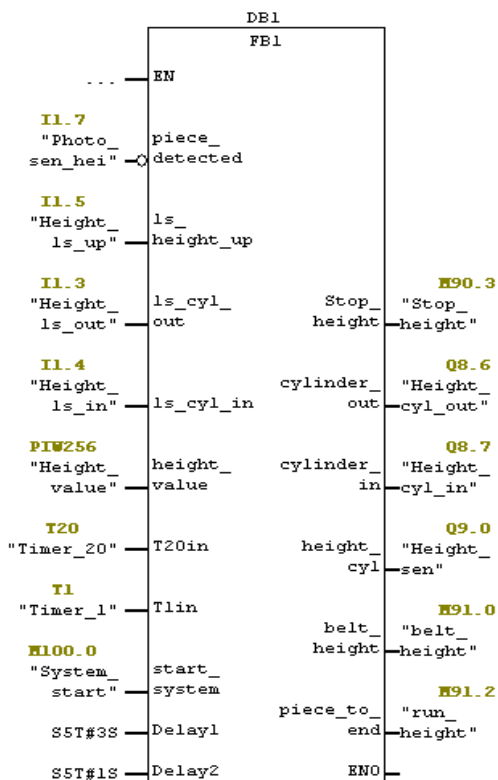 DB1
FB1
... EN
I1.7
"Photo_ piece_
sen_hei" detected
I1.5
"Height_ ls_
ls_up" height_up
I1.3 M90.3
"Height_ ls_cyl_ Stop_ "Stop_
ls_out" out height height"
I1.4 Q8.6
"Height_ cylinder_ "Height_
ls_in" ls_cyl_in out cyl_out"
PIW256 Q8.7
"Height_ height_ cylinder_ "Height_
value" value in cyl_in"
T20 Q9.0
"Timer_20" T20in height_ "Height_
cyl sen"
T1 M91.0
"Timer_1" T1in belt_ "belt_
height height"
M100.0 M91.2
"System_ start_ piece_to_ "run_
start" system end height"
S5T#3S Delay1
S5T#1S Delay2 ENO